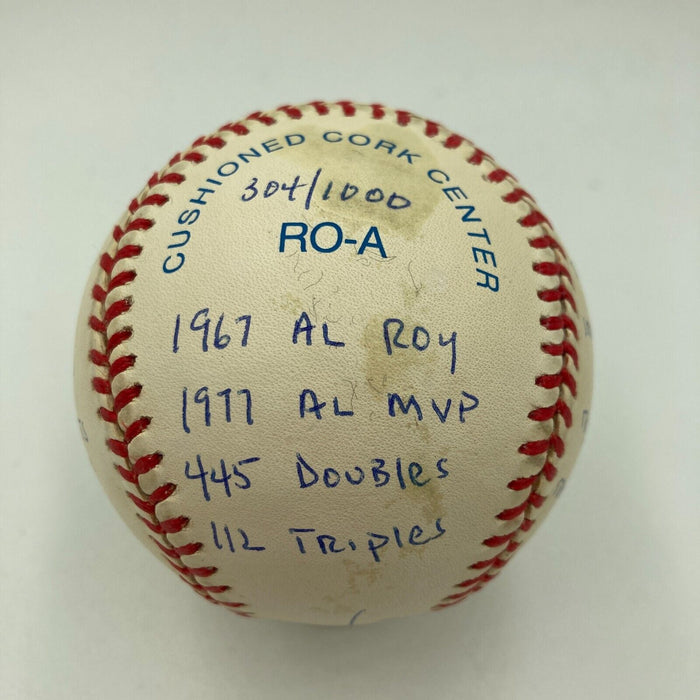 CUSHIONED CORK CENTER
304/1000
RO-A
1967 AL ROY
1977 AL MVP
445 DOUBLES
112 TRIPLES